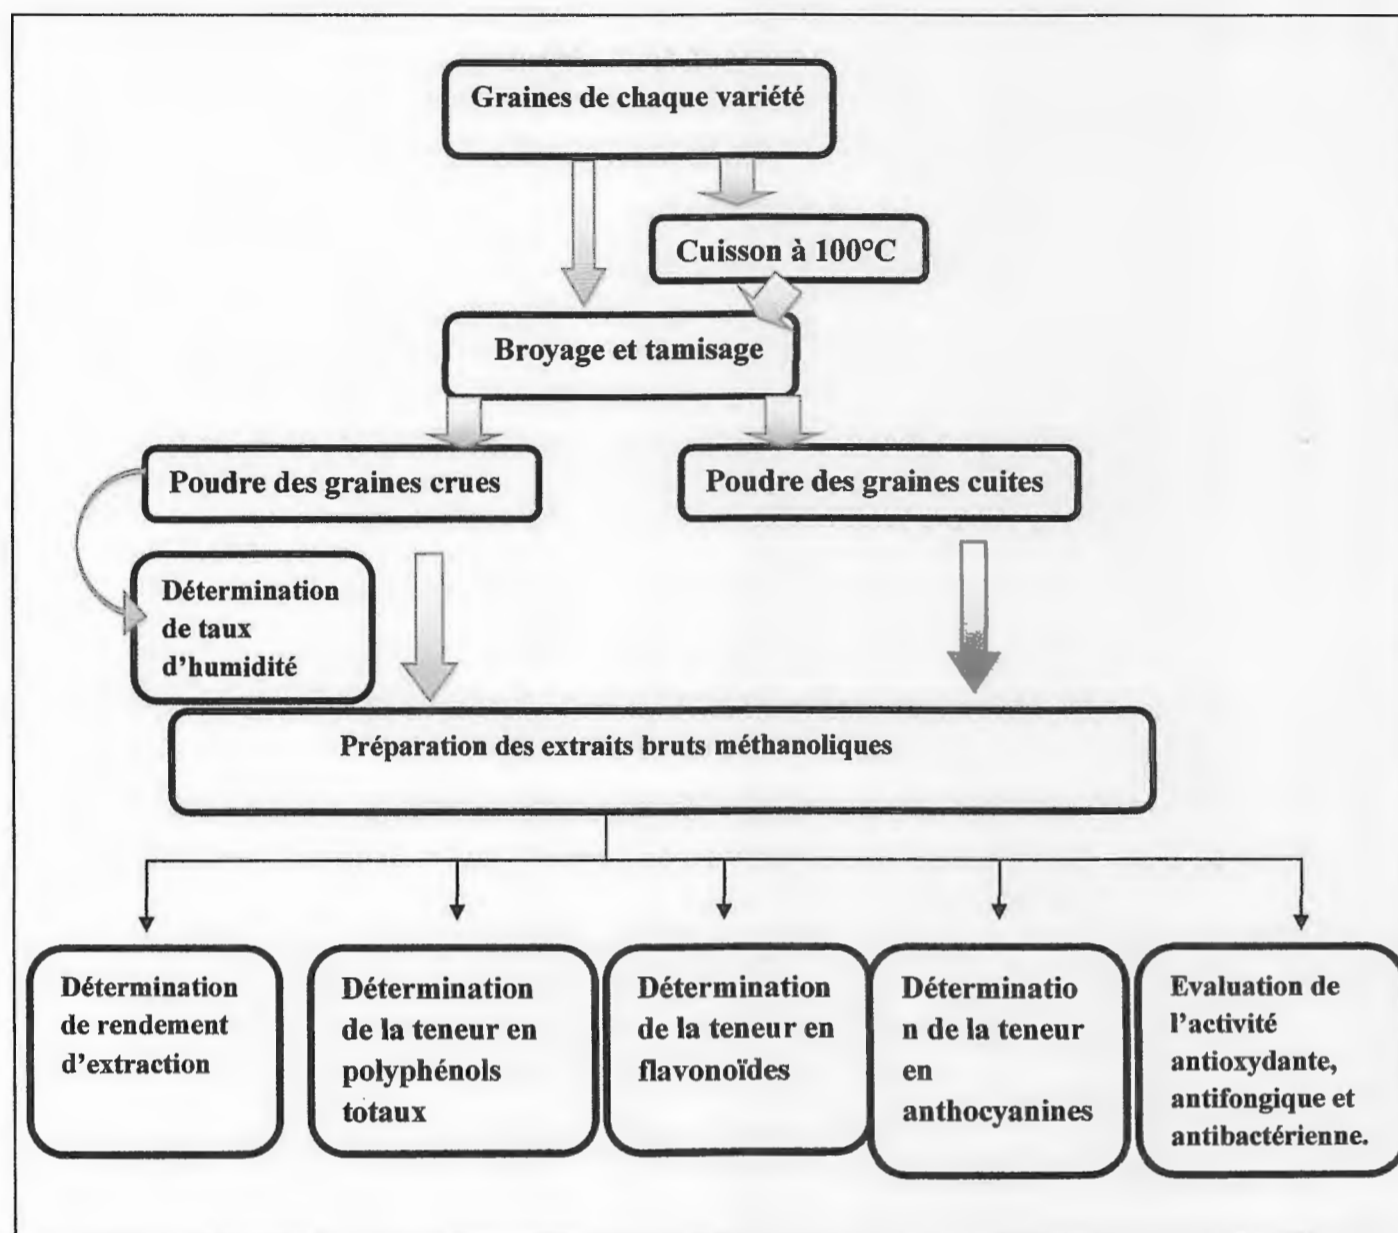 Graines de chaque variété
Cuisson à 100°C
Broyage et tamisage
Poudre des graines crues
Poudre des graines cuites
Détermination
de taux
d’humidité
Préparation des extraits bruts méthanoliques
Détermination
de rendement
d’extraction
Détermination
de la teneur en
polyphénols
totaux
Détermination
de la teneur en
flavonoïdes
Déterminatio
n de la teneur
en
anthocyanines
Evaluation de
l’activité
antioxydante,
antifongique et
antibactérienne.